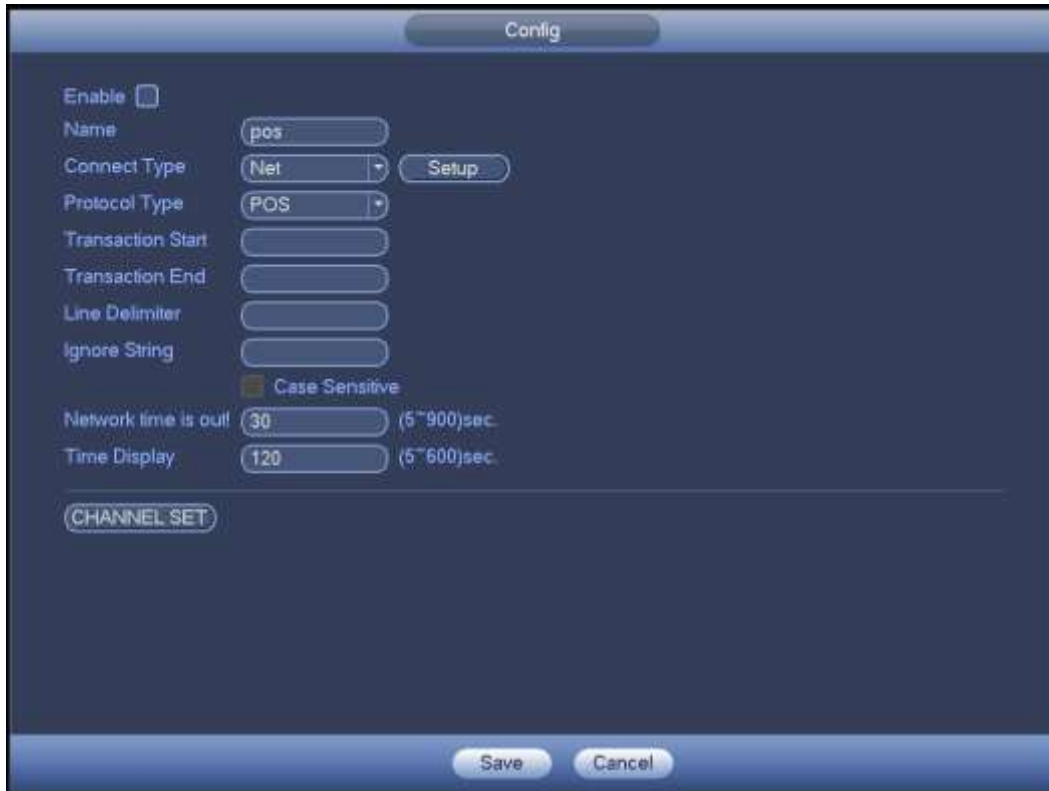 Config
Enable
Name pos
Connect Type Net Setup
Protocol Type POS
Transaction Start
Transaction End
Line Delimiter
Ignore String
Case Sensitive
Network time is out! 30 (5~900)sec.
Time Display 120 (5~600)sec.
CHANNEL SET
Save Cancel